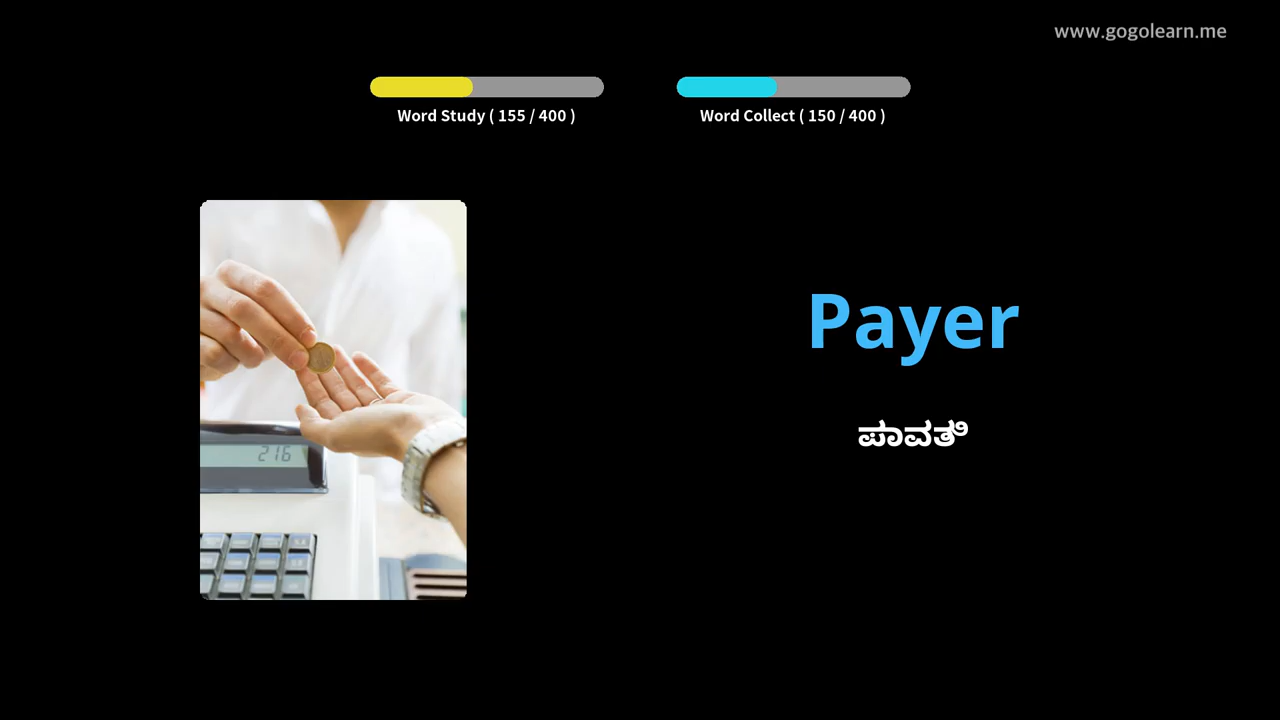 www.gogolearn.me
Word Study ( 155 / 400 )
Word Collect ( 150 / 400 )
Payer
ಪಾವತಿ
216